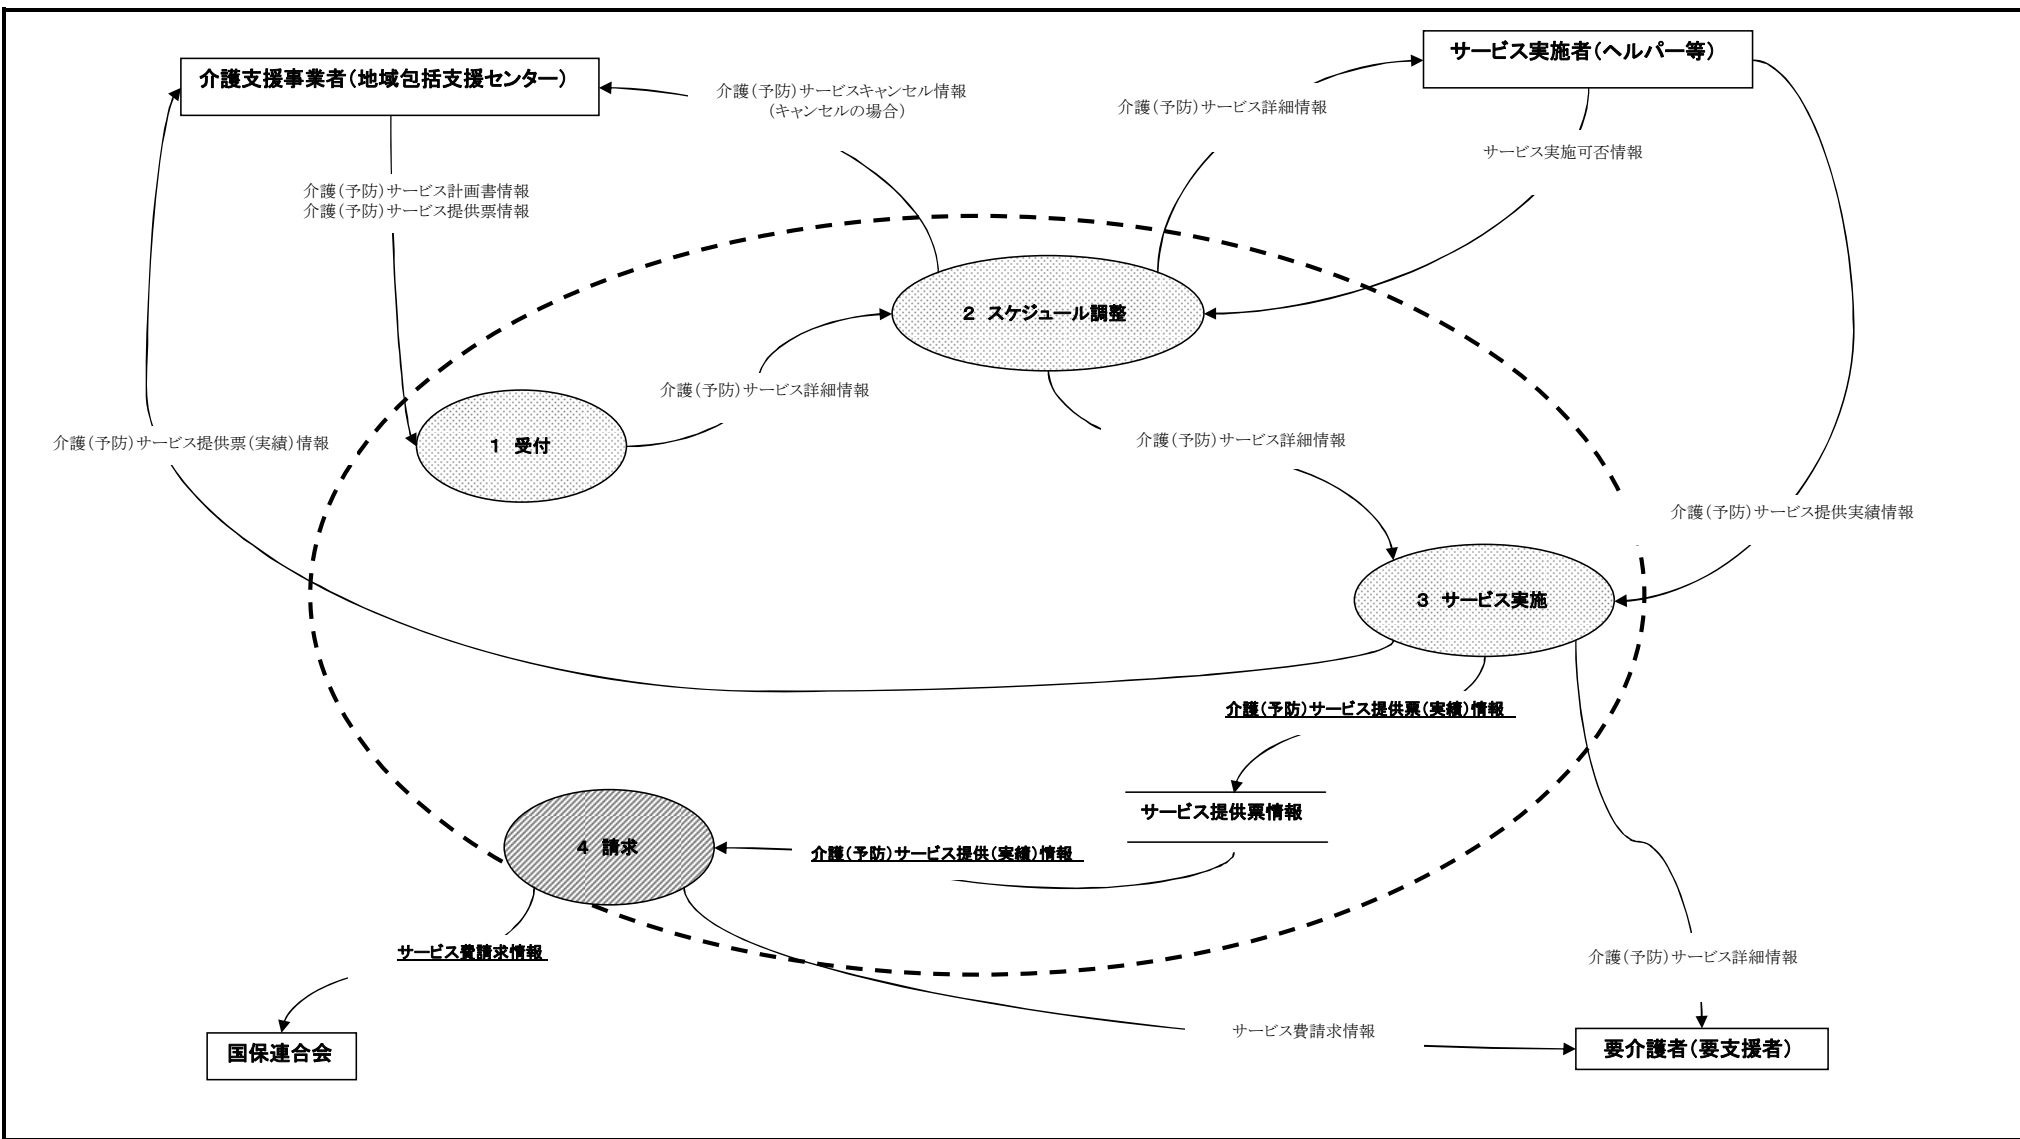 サービス実施者(ヘルパー等)
介護支援事業者(地域包括支援センター)
介護(予防)サービスキャンセル情報
(キャンセルの場合)
介護(予防)サービス詳細情報
サービス実施可否情報
介護(予防)サービス計画書情報
介護(予防)サービス提供票情報
2 スケジュール調整
介護(予防)サービス詳細情報
1 受付
介護(予防)サービス提供票(実績)情報
介護(予防)サービス詳細情報
介護(予防)サービス提供実績情報
3 サービス実施
介護(予防)サービス提供票(実績)情報
サービス提供票情報
4 請求
介護(予防)サービス提供(実績)情報
サービス費請求情報
介護(予防)サービス詳細情報
サービス費請求情報
国保連合会
要介護者(要支援者)